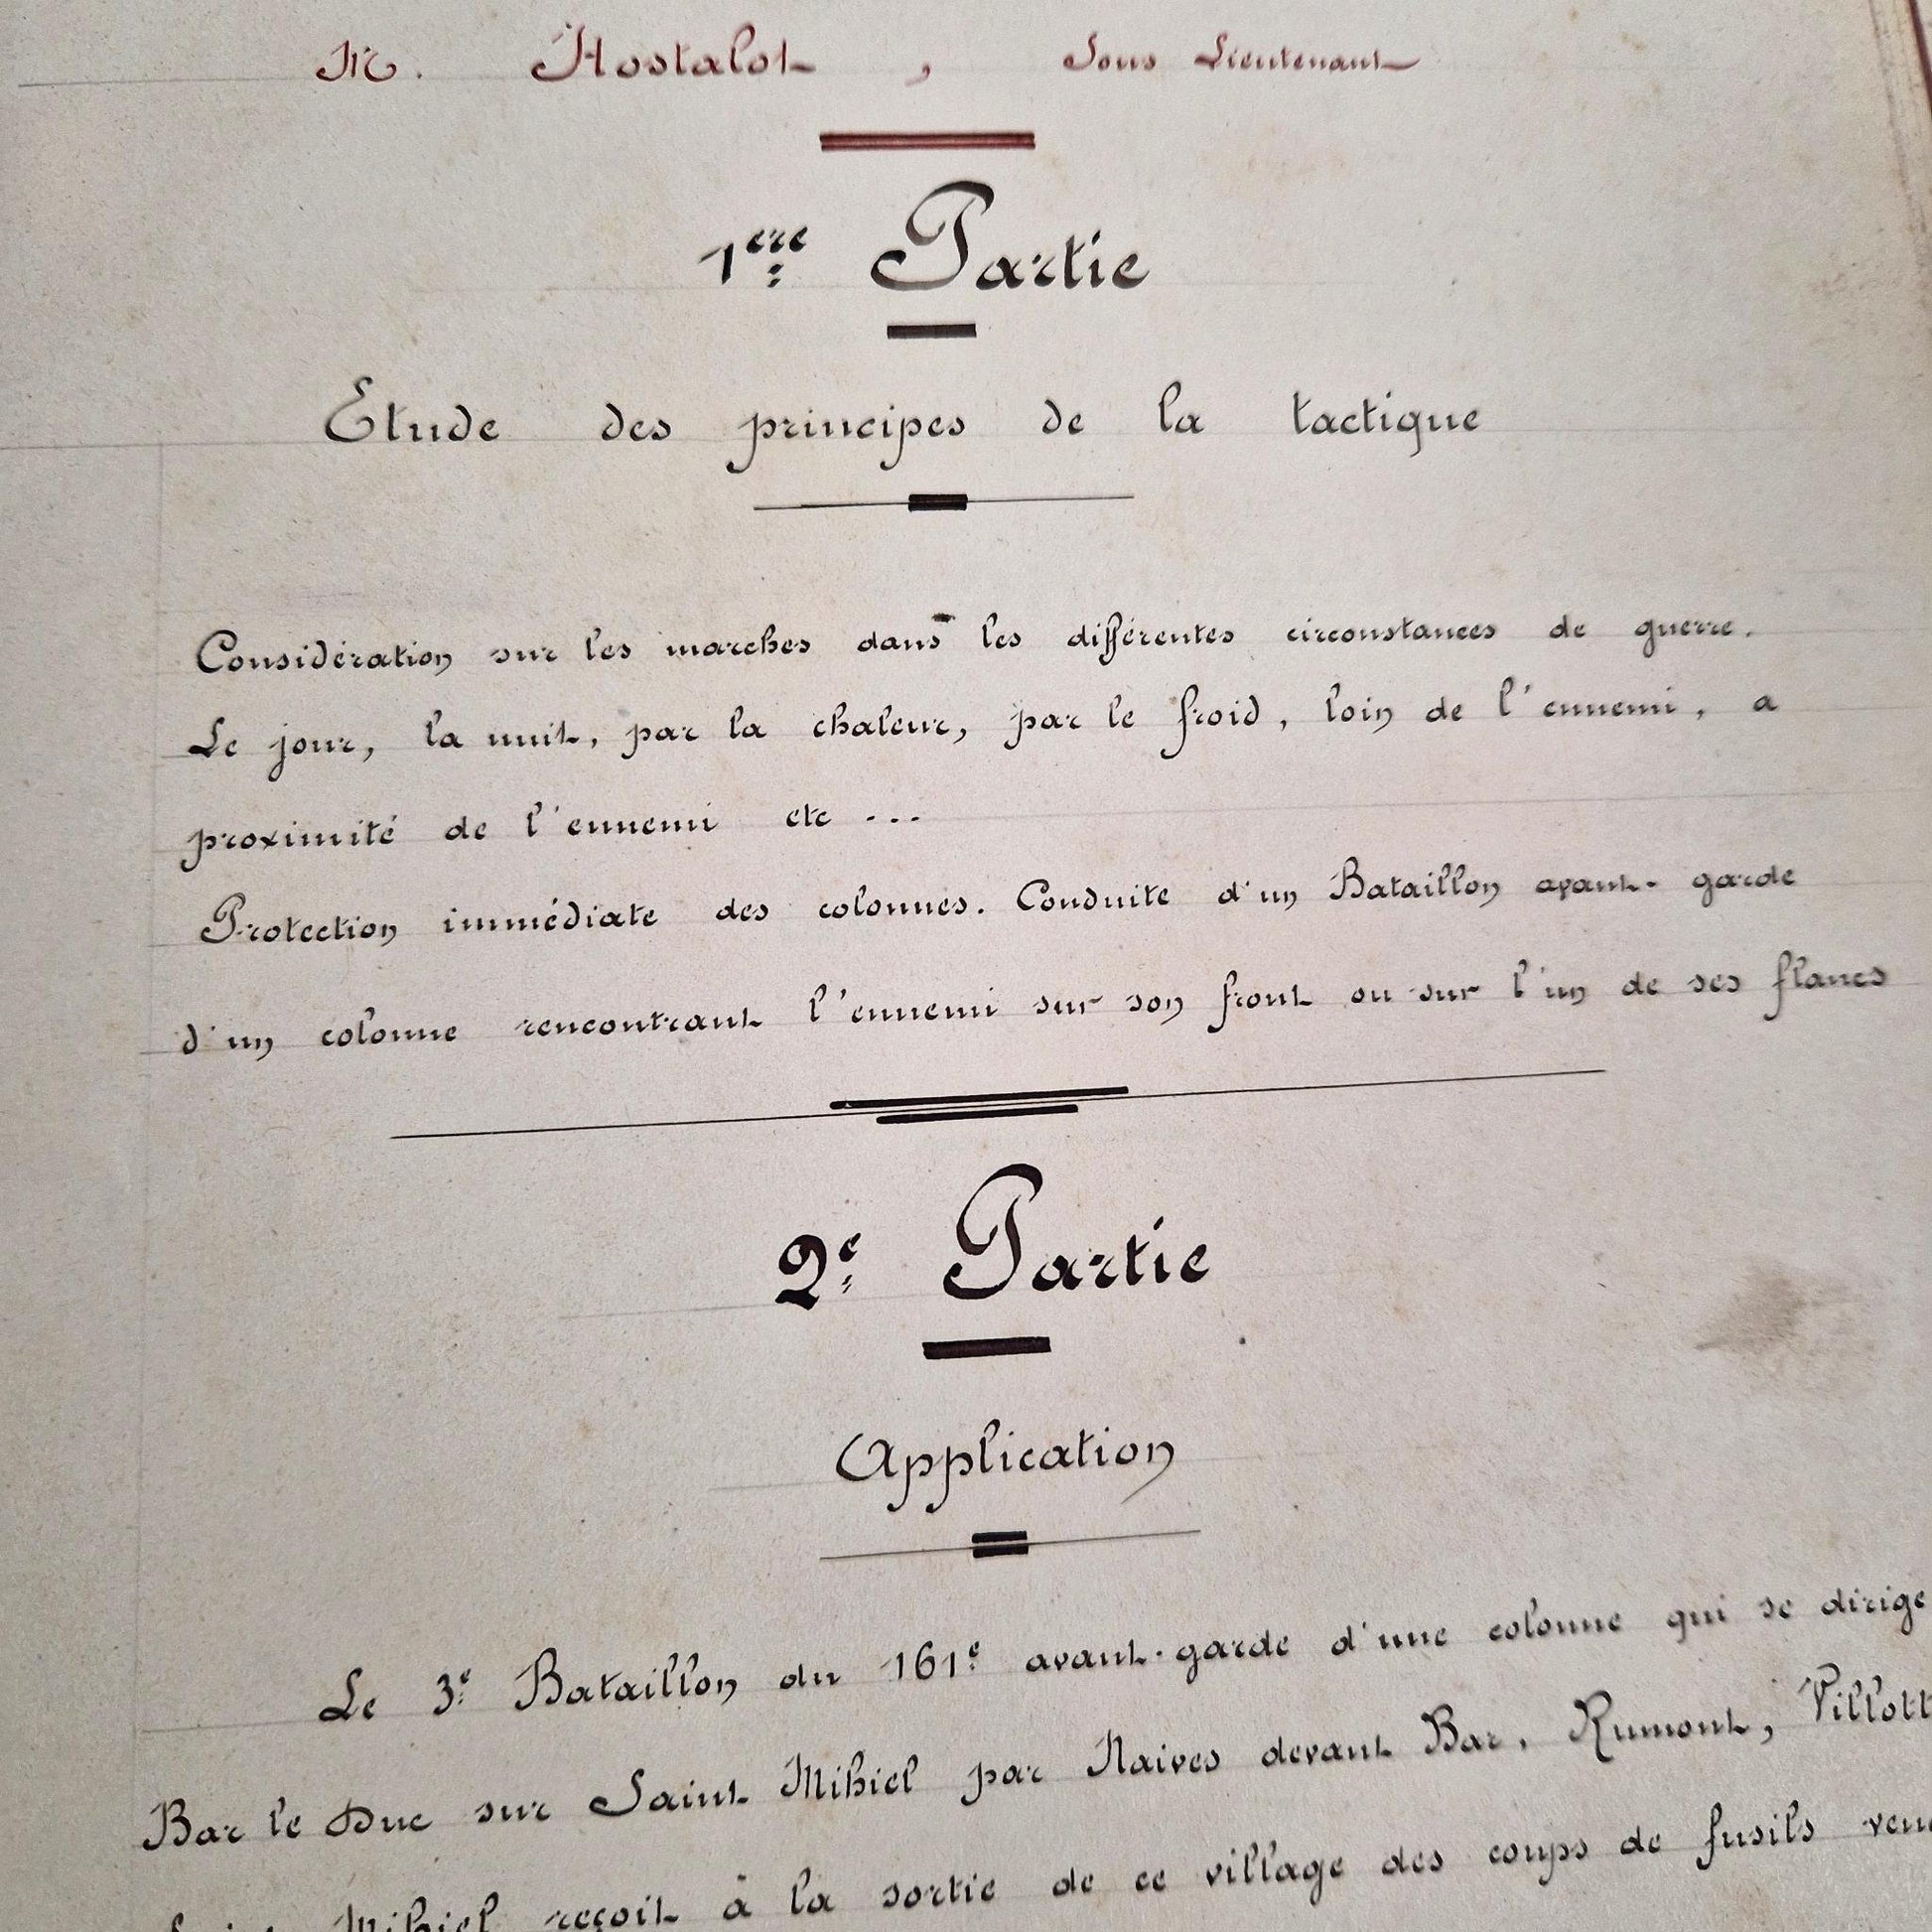 M. Hostalot, Sous Lieutenant
1ère Partie
Etude des principes de la tactique
Considération sur les marches dans les différentes circonstances de guerre.
Le jour, la nuit, par la chaleur, par le froid, loin de l'ennemi, a
proximité de l'ennemi etc ...
Protection immédiate des colonnes. Conduite d'un Bataillon avant-garde
d'un colonne rencontrant l'ennemi sur son front ou sur l'un de ses flancs
2e Partie
Application
Le 3e Bataillon du 161e avant-garde d'une colonne qui se dirige
Bar le Duc sur Saint Mihiel par Naives devant Bar, Rumont, Villott
Mihiel reçoit à la sortie de ce village des coups de fusils